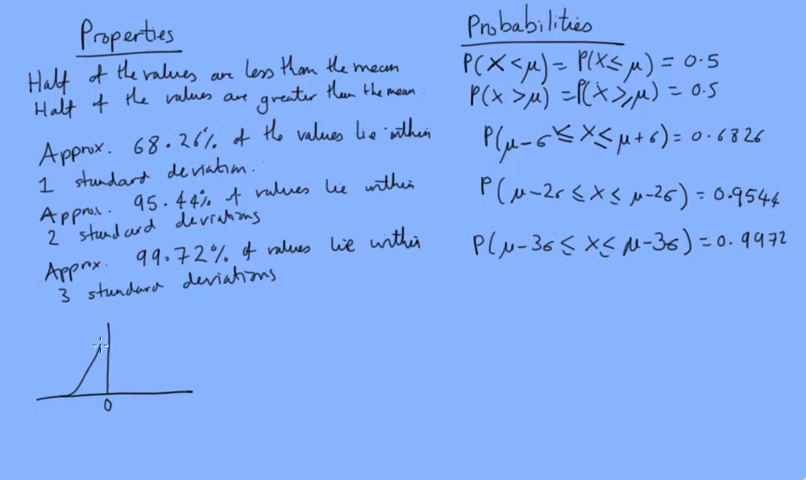 Properties
Half of the values are less than the mean
Half of the values are greater than the mean.
Approx. 68.26% of the values lie within
1 standard deviation.
Approx. 95.44% of values lie within
2 standard deviations
Approx. 99.72% of values lie within
3 standard deviations
Probabilities
P(X<μ) = P(X≤μ) = 0.5
P(X>μ) = P(X≥μ) = 0.5
P(μ-σ ≤ X ≤ μ+σ) = 0.6826
P(μ-2σ ≤ X ≤ μ-2σ) = 0.9544
P(μ-3σ ≤ X ≤ μ-3σ) = 0.9972
0